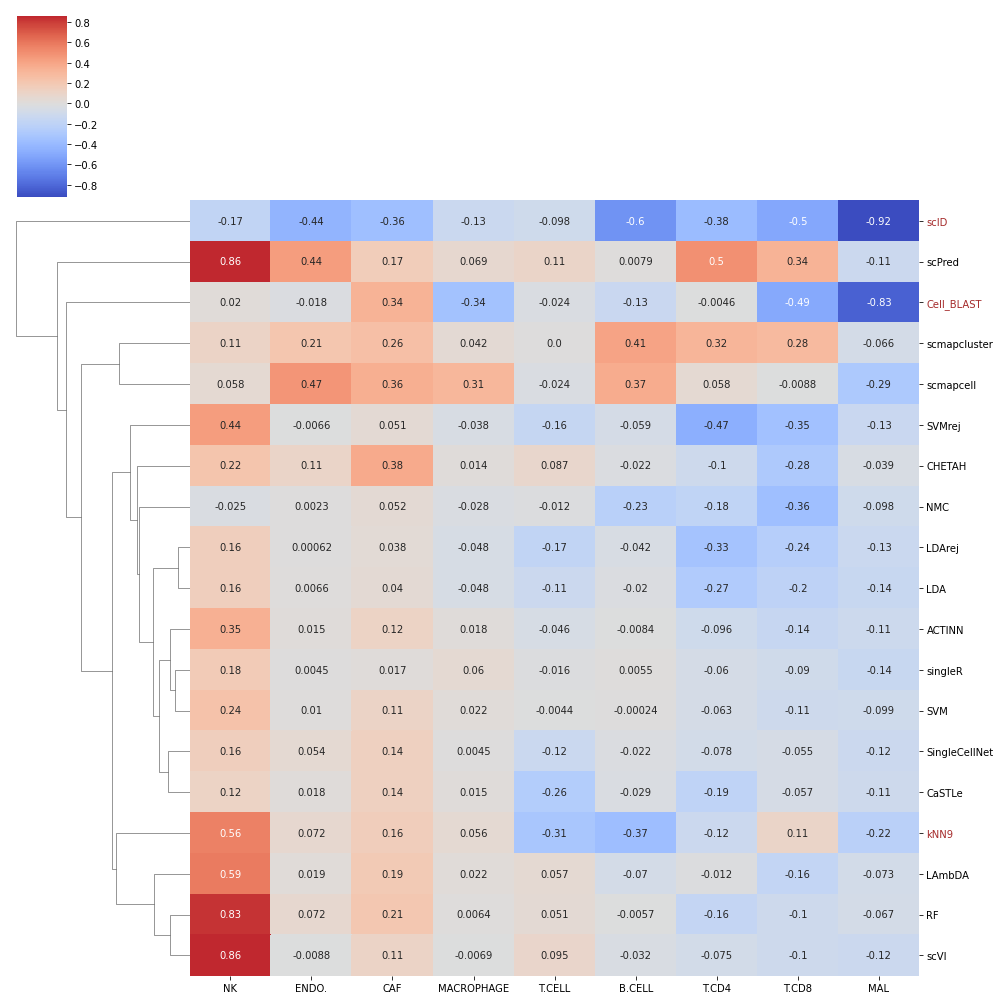 0.8
0.6
0.4
0.2
0.0
−0.2
−0.4
−0.6
−0.8
-0.17 -0.44 -0.36 -0.13 -0.098 -0.6 -0.38 -0.5 -0.92 scID
0.86 0.44 0.17 0.069 0.11 0.0079 0.5 0.34 -0.11 scPred
0.02 -0.018 0.34 -0.34 -0.024 -0.13 -0.0046 -0.49 -0.83 Cell_BLAST
0.11 0.21 0.26 0.042 0.0 0.41 0.32 0.28 -0.066 scmapcluster
0.058 0.47 0.36 0.31 -0.024 0.37 0.058 -0.0088 -0.29 scmapcell
0.44 -0.0066 0.051 -0.038 -0.16 -0.059 -0.47 -0.35 -0.13 SVMrej
0.22 0.11 0.38 0.014 0.087 -0.022 -0.1 -0.28 -0.039 CHETAH
-0.025 0.0023 0.052 -0.028 -0.012 -0.23 -0.18 -0.36 -0.098 NMC
0.16 0.00062 0.038 -0.048 -0.17 -0.042 -0.33 -0.24 -0.13 LDArej
0.16 0.0066 0.04 -0.048 -0.11 -0.02 -0.27 -0.2 -0.14 LDA
0.35 0.015 0.12 0.018 -0.046 -0.0084 -0.096 -0.14 -0.11 ACTINN
0.18 0.0045 0.017 0.06 -0.016 0.0055 -0.06 -0.09 -0.14 singleR
0.24 0.01 0.11 0.022 -0.0044 -0.00024 -0.063 -0.11 -0.099 SVM
0.16 0.054 0.14 0.0045 -0.12 -0.022 -0.078 -0.055 -0.12 SingleCellNet
0.12 0.018 0.14 0.015 -0.26 -0.029 -0.19 -0.057 -0.11 CaSTLe
0.56 0.072 0.16 0.056 -0.31 -0.37 -0.12 0.11 -0.22 kNN9
0.59 0.019 0.19 0.022 0.057 -0.07 -0.012 -0.16 -0.073 LAmbDA
0.83 0.072 0.21 0.0064 0.051 -0.0057 -0.16 -0.1 -0.067 RF
0.86 -0.0088 0.11 -0.0069 0.095 -0.032 -0.075 -0.1 -0.12 scVI
NK ENDO. CAF MACROPHAGE T.CELL B.CELL T.CD4 T.CD8 MAL